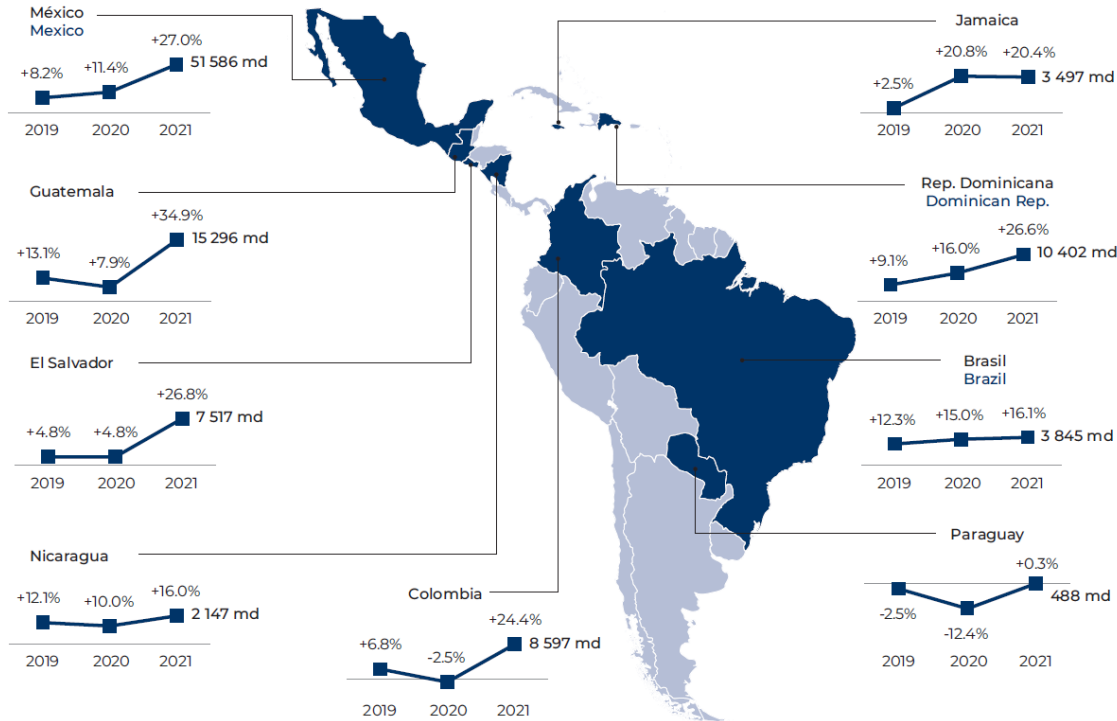 México
Mexico
+8.2%
+11.4%
+27.0%
51 586 md
2019
2020
2021
Guatemala
+13.1%
+7.9%
+34.9%
15 296 md
2019
2020
2021
El Salvador
+4.8%
+4.8%
+26.8%
7 517 md
2019
2020
2021
Nicaragua
+12.1%
+10.0%
+16.0%
2 147 md
2019
2020
2021
Colombia
+6.8%
-2.5%
+24.4%
8 597 md
2019
2020
2021
Jamaica
+2.5%
+20.8%
+20.4%
3 497 md
2019
2020
2021
Rep. Dominicana
Dominican Rep.
+9.1%
+16.0%
+26.6%
10 402 md
2019
2020
2021
Brasil
Brazil
+12.3%
+15.0%
+16.1%
3 845 md
2019
2020
2021
Paraguay
-2.5%
-12.4%
+0.3%
488 md
2019
2020
2021